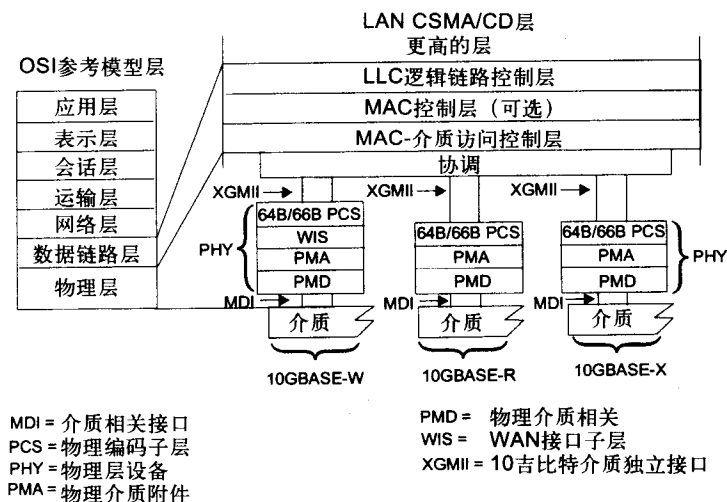 LAN CSMA/CD层
更高的层
OSI参考模型层
LLC逻辑链路控制层
MAC控制层（可选）
MAC-介质访问控制层
协调
应用层
表示层
会话层
运输层
网络层
数据链路层
物理层
XGMII
XGMII
XGMII
PHY
64B/66B PCS
WIS
PMA
PMD
64B/66B PCS
PMA
PMD
64B/66B PCS
PMA
PMD
PHY
MDI
MDI
MDI
介质
介质
介质
10GBASE-W
10GBASE-R
10GBASE-X
MDI = 介质相关接口
PCS = 物理编码子层
PHY = 物理层设备
PMA = 物理介质附件
PMD = 物理介质相关
WIS = WAN接口子层
XGMII = 10吉比特介质独立接口